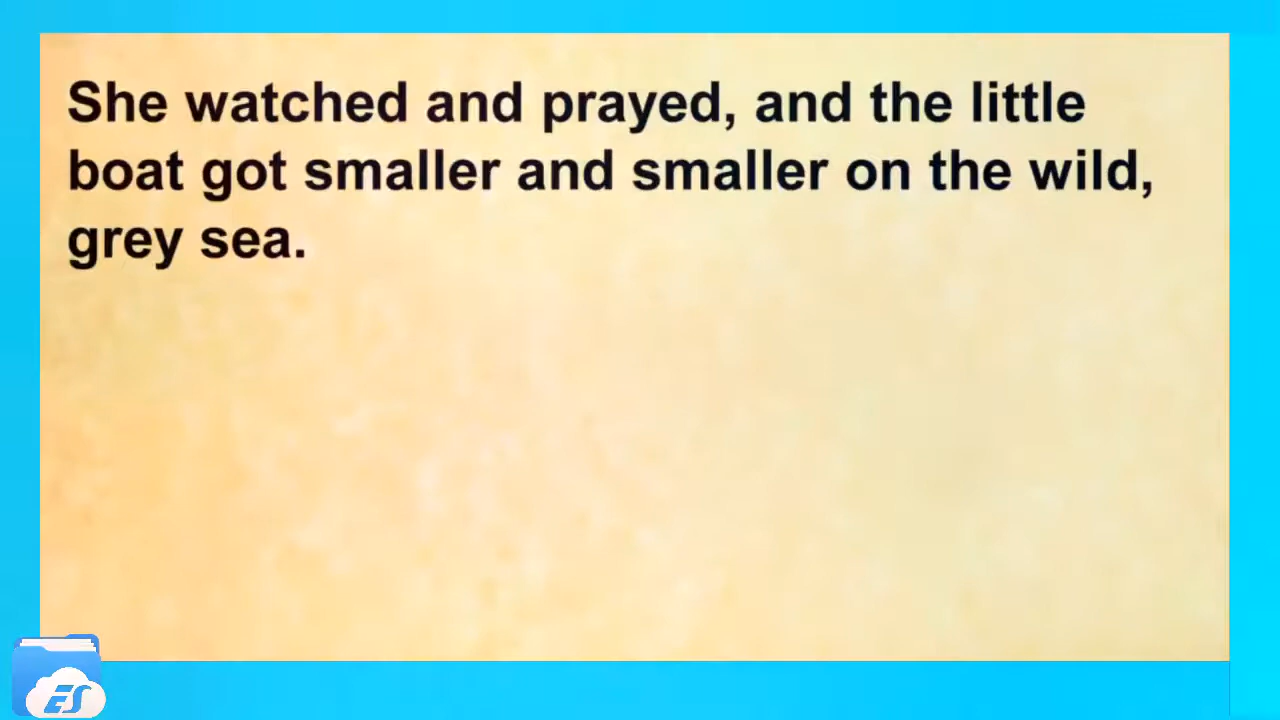 She watched and prayed, and the little
boat got smaller and smaller on the wild,
grey sea.
ES